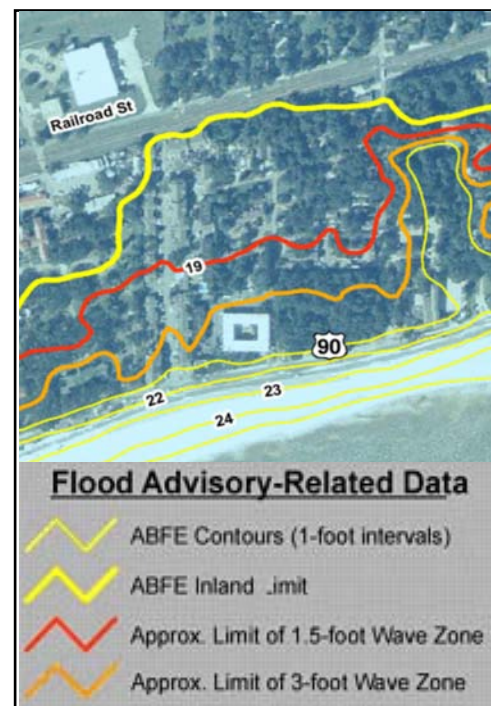 Railroad St
19
90
22
23
24
Flood Advisory-Related Data
ABFE Contours (1-foot intervals)
ABFE Inland Limit
Approx. Limit of 1.5-foot Wave Zone
Approx. Limit of 3-foot Wave Zone